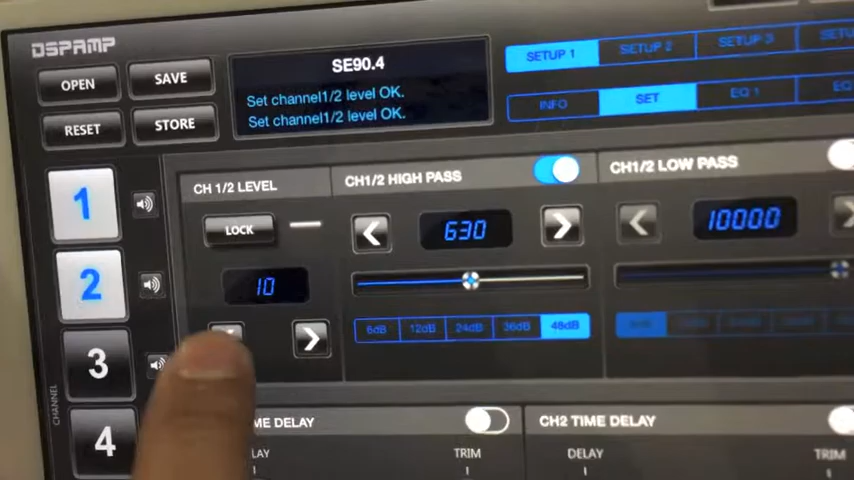 DSPAMP
OPEN
SAVE
RESET
STORE
SE90.4
Set channel1/2 level OK.
Set channel1/2 level OK.
SETUP 1
SETUP 2
SETUP 3
INFO
SET
EQ 1
CHANNEL
1
2
3
4
CH 1/2 LEVEL
LOCK
10
CH1/2 HIGH PASS
630
6dB
12dB
24dB
36dB
48dB
CH1/2 LOW PASS
10000
ME DELAY
LAY
TRIM
CH2 TIME DELAY
DELAY
TRIM